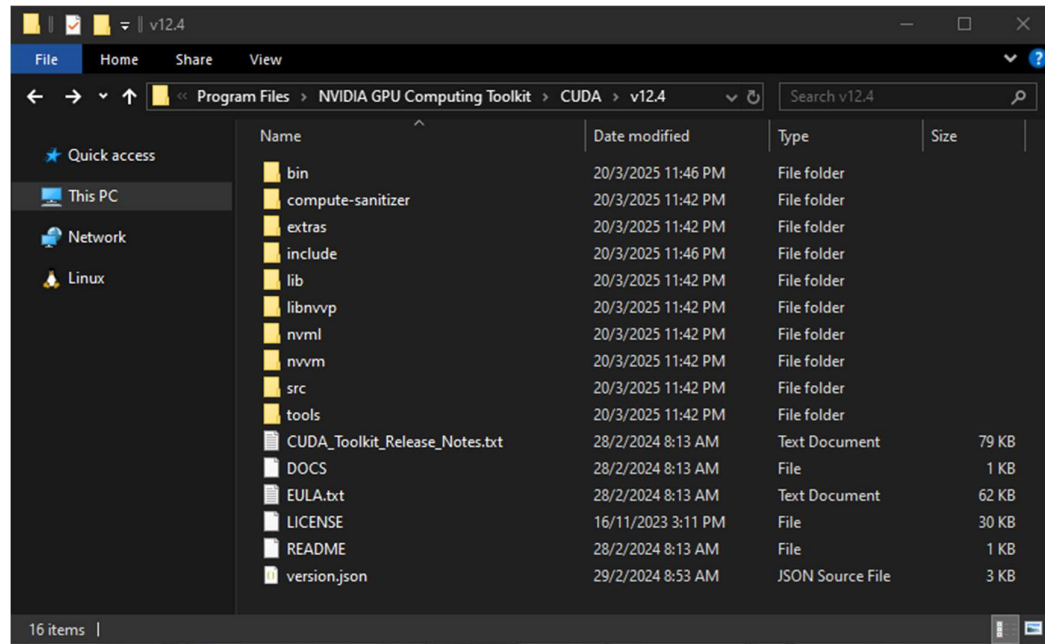 v12.4
File Home Share View
Program Files › NVIDIA GPU Computing Toolkit › CUDA › v12.4 Search v12.4
Quick access
This PC
Network
Linux
Name Date modified Type Size
bin 20/3/2025 11:46 PM File folder
compute-sanitizer 20/3/2025 11:42 PM File folder
extras 20/3/2025 11:42 PM File folder
include 20/3/2025 11:46 PM File folder
lib 20/3/2025 11:42 PM File folder
libnvvp 20/3/2025 11:42 PM File folder
nvml 20/3/2025 11:42 PM File folder
nvvm 20/3/2025 11:42 PM File folder
src 20/3/2025 11:42 PM File folder
tools 20/3/2025 11:42 PM File folder
CUDA_Toolkit_Release_Notes.txt 28/2/2024 8:13 AM Text Document 79 KB
DOCS 28/2/2024 8:13 AM File 1 KB
EULA.txt 28/2/2024 8:13 AM Text Document 62 KB
LICENSE 16/11/2023 3:11 PM File 30 KB
README 28/2/2024 8:13 AM File 1 KB
version.json 29/2/2024 8:53 AM JSON Source File 3 KB
16 items